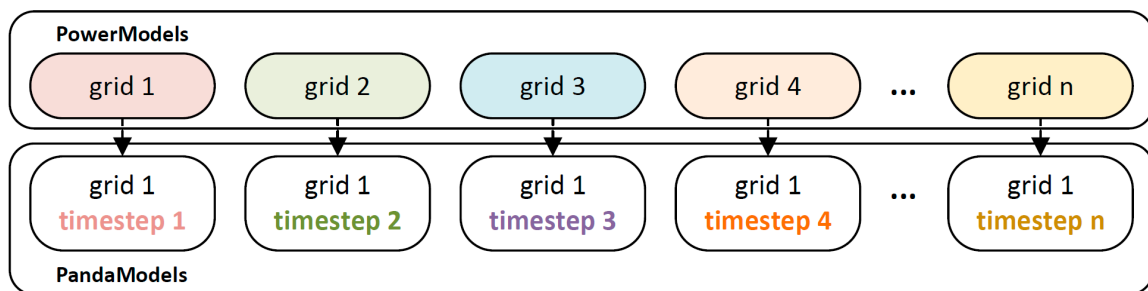 PowerModels
grid 1
grid 2
grid 3
grid 4
...
grid n
grid 1
timestep 1
grid 1
timestep 2
grid 1
timestep 3
grid 1
timestep 4
...
grid 1
timestep n
PandaModels